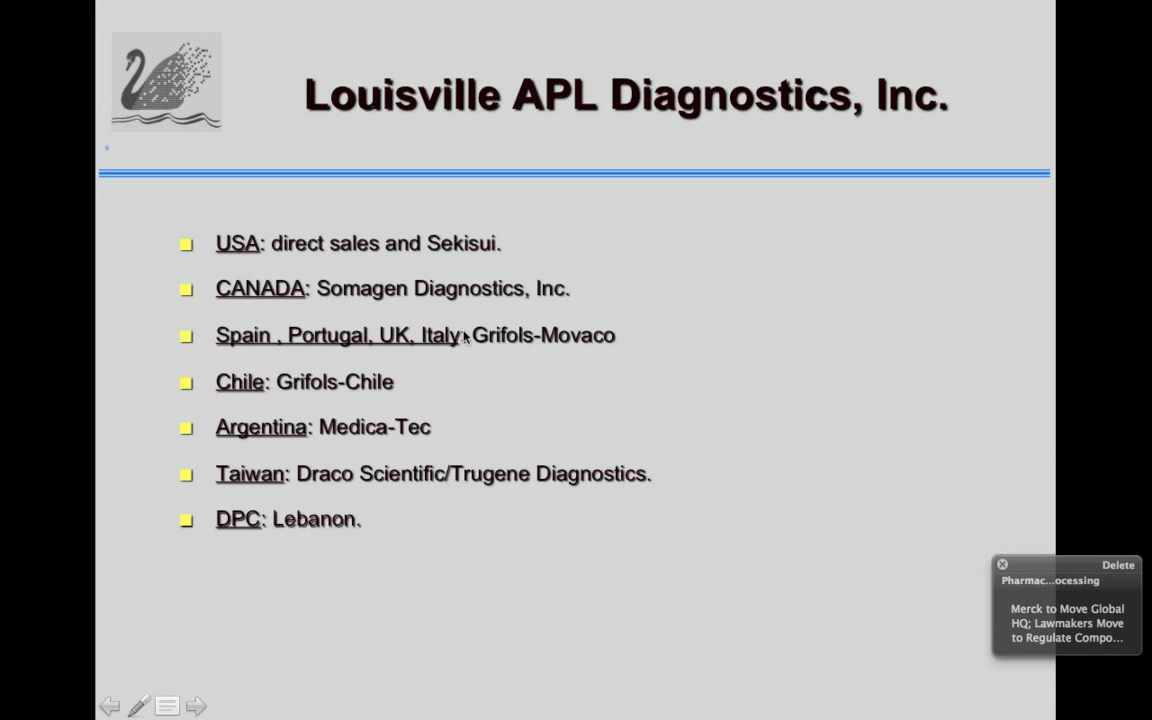 Louisville APL Diagnostics, Inc.
s
USA: direct sales and Sekisui.
CANADA: Somagen Diagnostics, Inc.
Spain , Portugal, UK, Italy: Grifols-Movaco
Chile: Grifols-Chile
Argentina: Medica-Tec
Taiwan: Draco Scientific/Trugene Diagnostics.
DPC: Lebanon.
Delete
Pharmac...ocessing
Merck to Move Global
HQ; Lawmakers Move
to Regulate Compo...